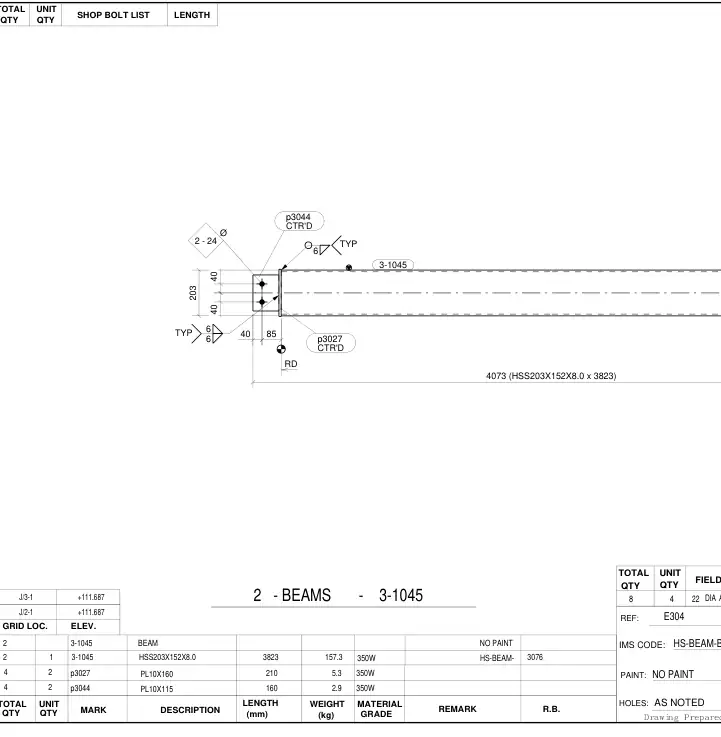 TOTAL UNIT SHOP BOLT LIST LENGTH
QTY QTY
p3044
CTR'D
2 - 24 Ø
6 TYP
3-1045
203 40 40
TYP 6
6
40 85
p3027
CTR'D
RD
4073 (HSS203X152X8.0 x 3823)
2 - BEAMS - 3-1045
J/3-1 +111.687
J/2-1 +111.687
GRID LOC. ELEV.
2 3-1045 BEAM NO PAINT
2 1 3-1045 HSS203X152X8.0 3823 157.3 350W HS-BEAM- 3076
4 2 p3027 PL10X160 210 5.3 350W
4 2 p3044 PL10X115 160 2.9 350W
TOTAL UNIT MARK DESCRIPTION LENGTH WEIGHT MATERIAL REMARK R.B.
QTY QTY (mm) (kg) GRADE
TOTAL UNIT FIELD
QTY QTY
8 4 22 DIA A
REF: E304
IMS CODE: HS-BEAM-B
PAINT: NO PAINT
HOLES: AS NOTED
Drawing Prepared